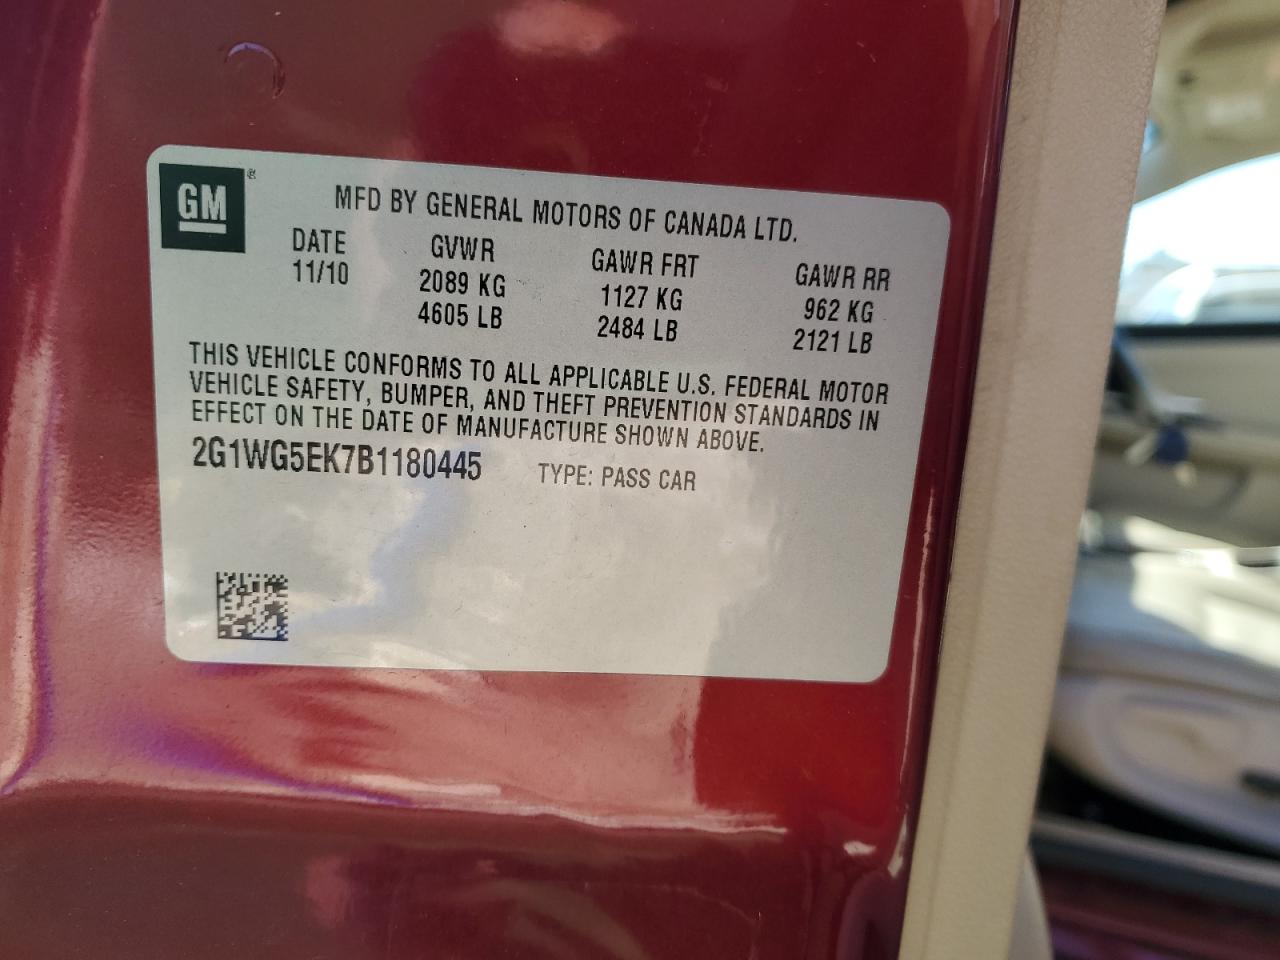 GM®
MFD BY GENERAL MOTORS OF CANADA LTD.
DATE GVWR GAWR FRT GAWR RR
11/10 2089 KG 1127 KG 962 KG
4605 LB 2484 LB 2121 LB
THIS VEHICLE CONFORMS TO ALL APPLICABLE U.S. FEDERAL MOTOR
VEHICLE SAFETY, BUMPER, AND THEFT PREVENTION STANDARDS IN
EFFECT ON THE DATE OF MANUFACTURE SHOWN ABOVE.
2G1WG5EK7B1180445 TYPE: PASS CAR